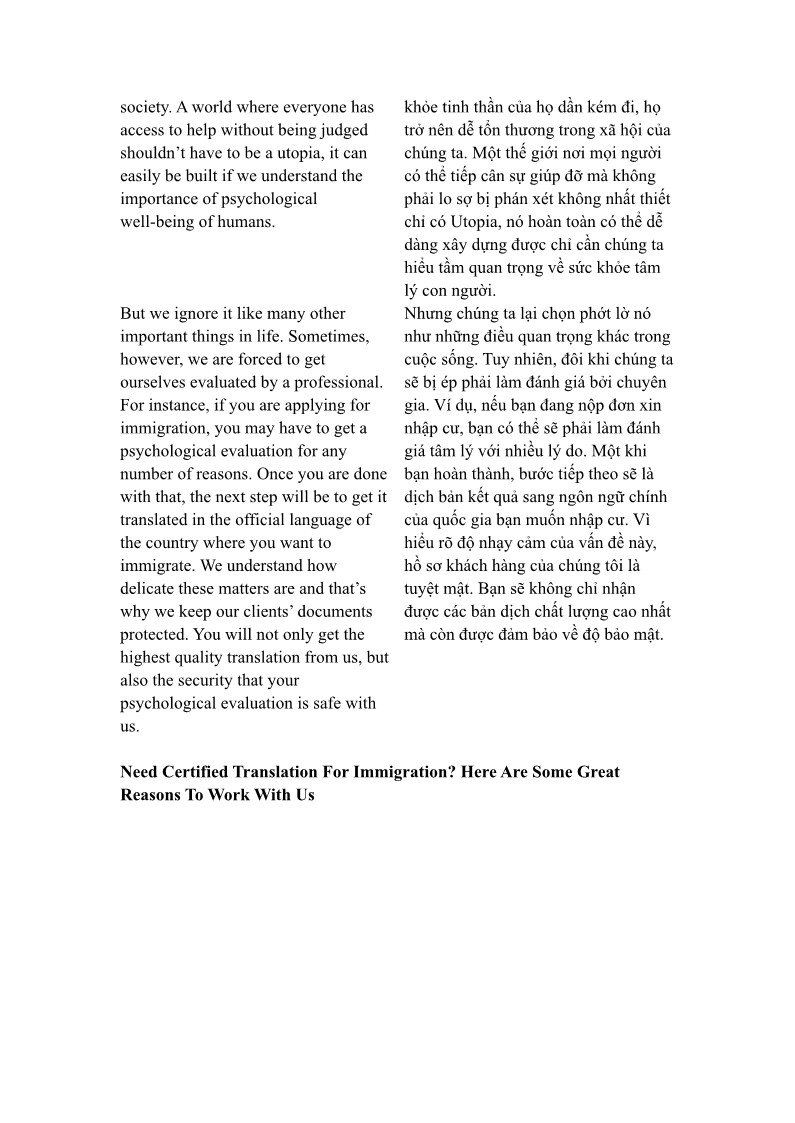 society. A world where everyone has
access to help without being judged
shouldn’t have to be a utopia, it can
easily be built if we understand the
importance of psychological
well-being of humans.
khỏe tinh thần của họ dần kém đi, họ
trở nên dễ tổn thương trong xã hội của
chúng ta. Một thế giới nơi mọi người
có thể tiếp cân sự giúp đỡ mà không
phải lo sợ bị phán xét không nhất thiết
chỉ có Utopia, nó hoàn toàn có thể dễ
dàng xây dựng được chỉ cần chúng ta
hiểu tầm quan trọng về sức khỏe tâm
lý con người.
But we ignore it like many other
important things in life. Sometimes,
however, we are forced to get
ourselves evaluated by a professional.
For instance, if you are applying for
immigration, you may have to get a
psychological evaluation for any
number of reasons. Once you are done
with that, the next step will be to get it
translated in the official language of
the country where you want to
immigrate. We understand how
delicate these matters are and that’s
why we keep our clients’ documents
protected. You will not only get the
highest quality translation from us, but
also the security that your
psychological evaluation is safe with
us.
Nhưng chúng ta lại chọn phớt lờ nó
như những điều quan trọng khác trong
cuộc sống. Tuy nhiên, đôi khi chúng ta
sẽ bị ép phải làm đánh giá bởi chuyên
gia. Ví dụ, nếu bạn đang nộp đơn xin
nhập cư, bạn có thể sẽ phải làm đánh
giá tâm lý với nhiều lý do. Một khi
bạn hoàn thành, bước tiếp theo sẽ là
dịch bản kết quả sang ngôn ngữ chính
của quốc gia bạn muốn nhập cư. Vì
hiểu rõ độ nhạy cảm của vấn đề này,
hồ sơ khách hàng của chúng tôi là
tuyệt mật. Bạn sẽ không chỉ nhận
được các bản dịch chất lượng cao nhất
mà còn được đảm bảo về độ bảo mật.
Need Certified Translation For Immigration? Here Are Some Great
Reasons To Work With Us